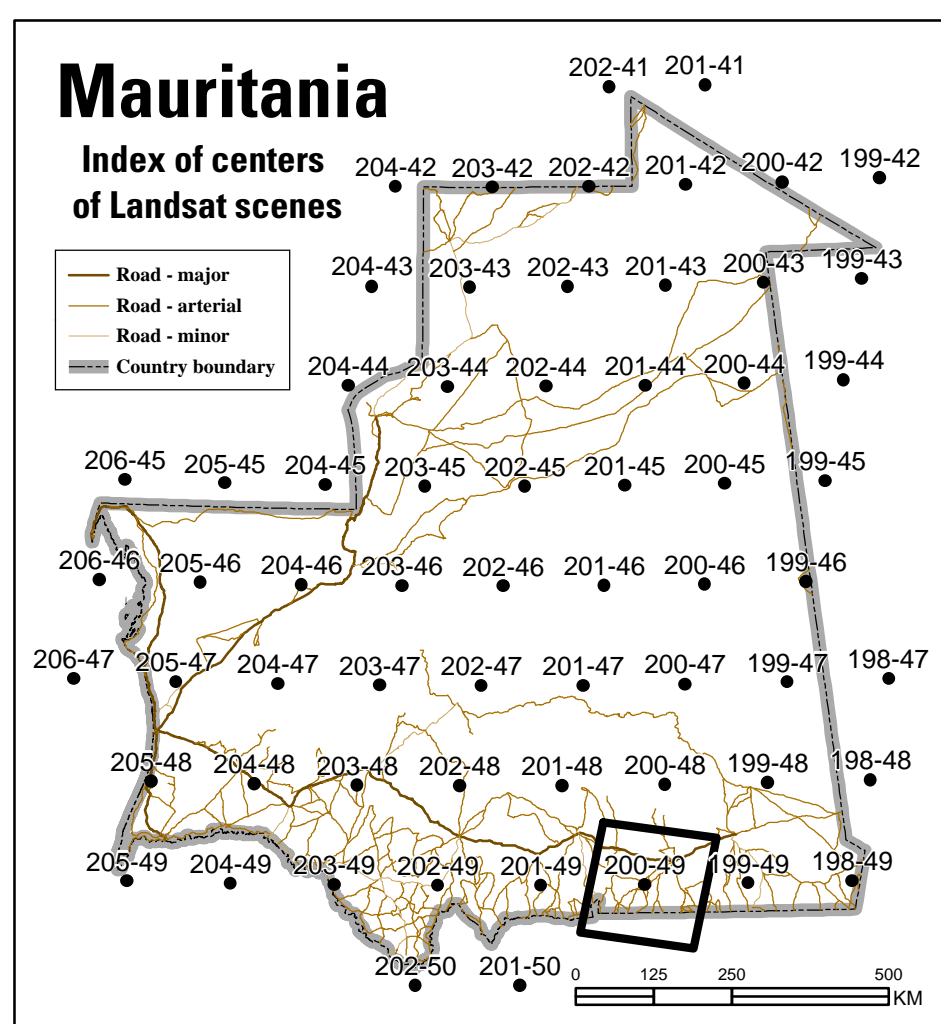 Mauritania
Index of centers
of Landsat scenes
Road - major
Road - arterial
Road - minor
Country boundary
202-41 201-41
204-42 203-42 202-42 201-42 200-42 199-42
204-43 203-43 202-43 201-43 200-43 199-43
204-44 203-44 202-44 201-44 200-44 199-44
206-45 205-45 204-45 203-45 202-45 201-45 200-45 199-45
206-46 205-46 204-46 203-46 202-46 201-46 200-46 199-46
206-47 205-47 204-47 203-47 202-47 201-47 200-47 199-47 198-47
205-48 204-48 203-48 202-48 201-48 200-48 199-48 198-48
205-49 204-49 203-49 202-49 201-49 200-49 199-49 198-49
202-50 201-50
0 125 250 500
KM